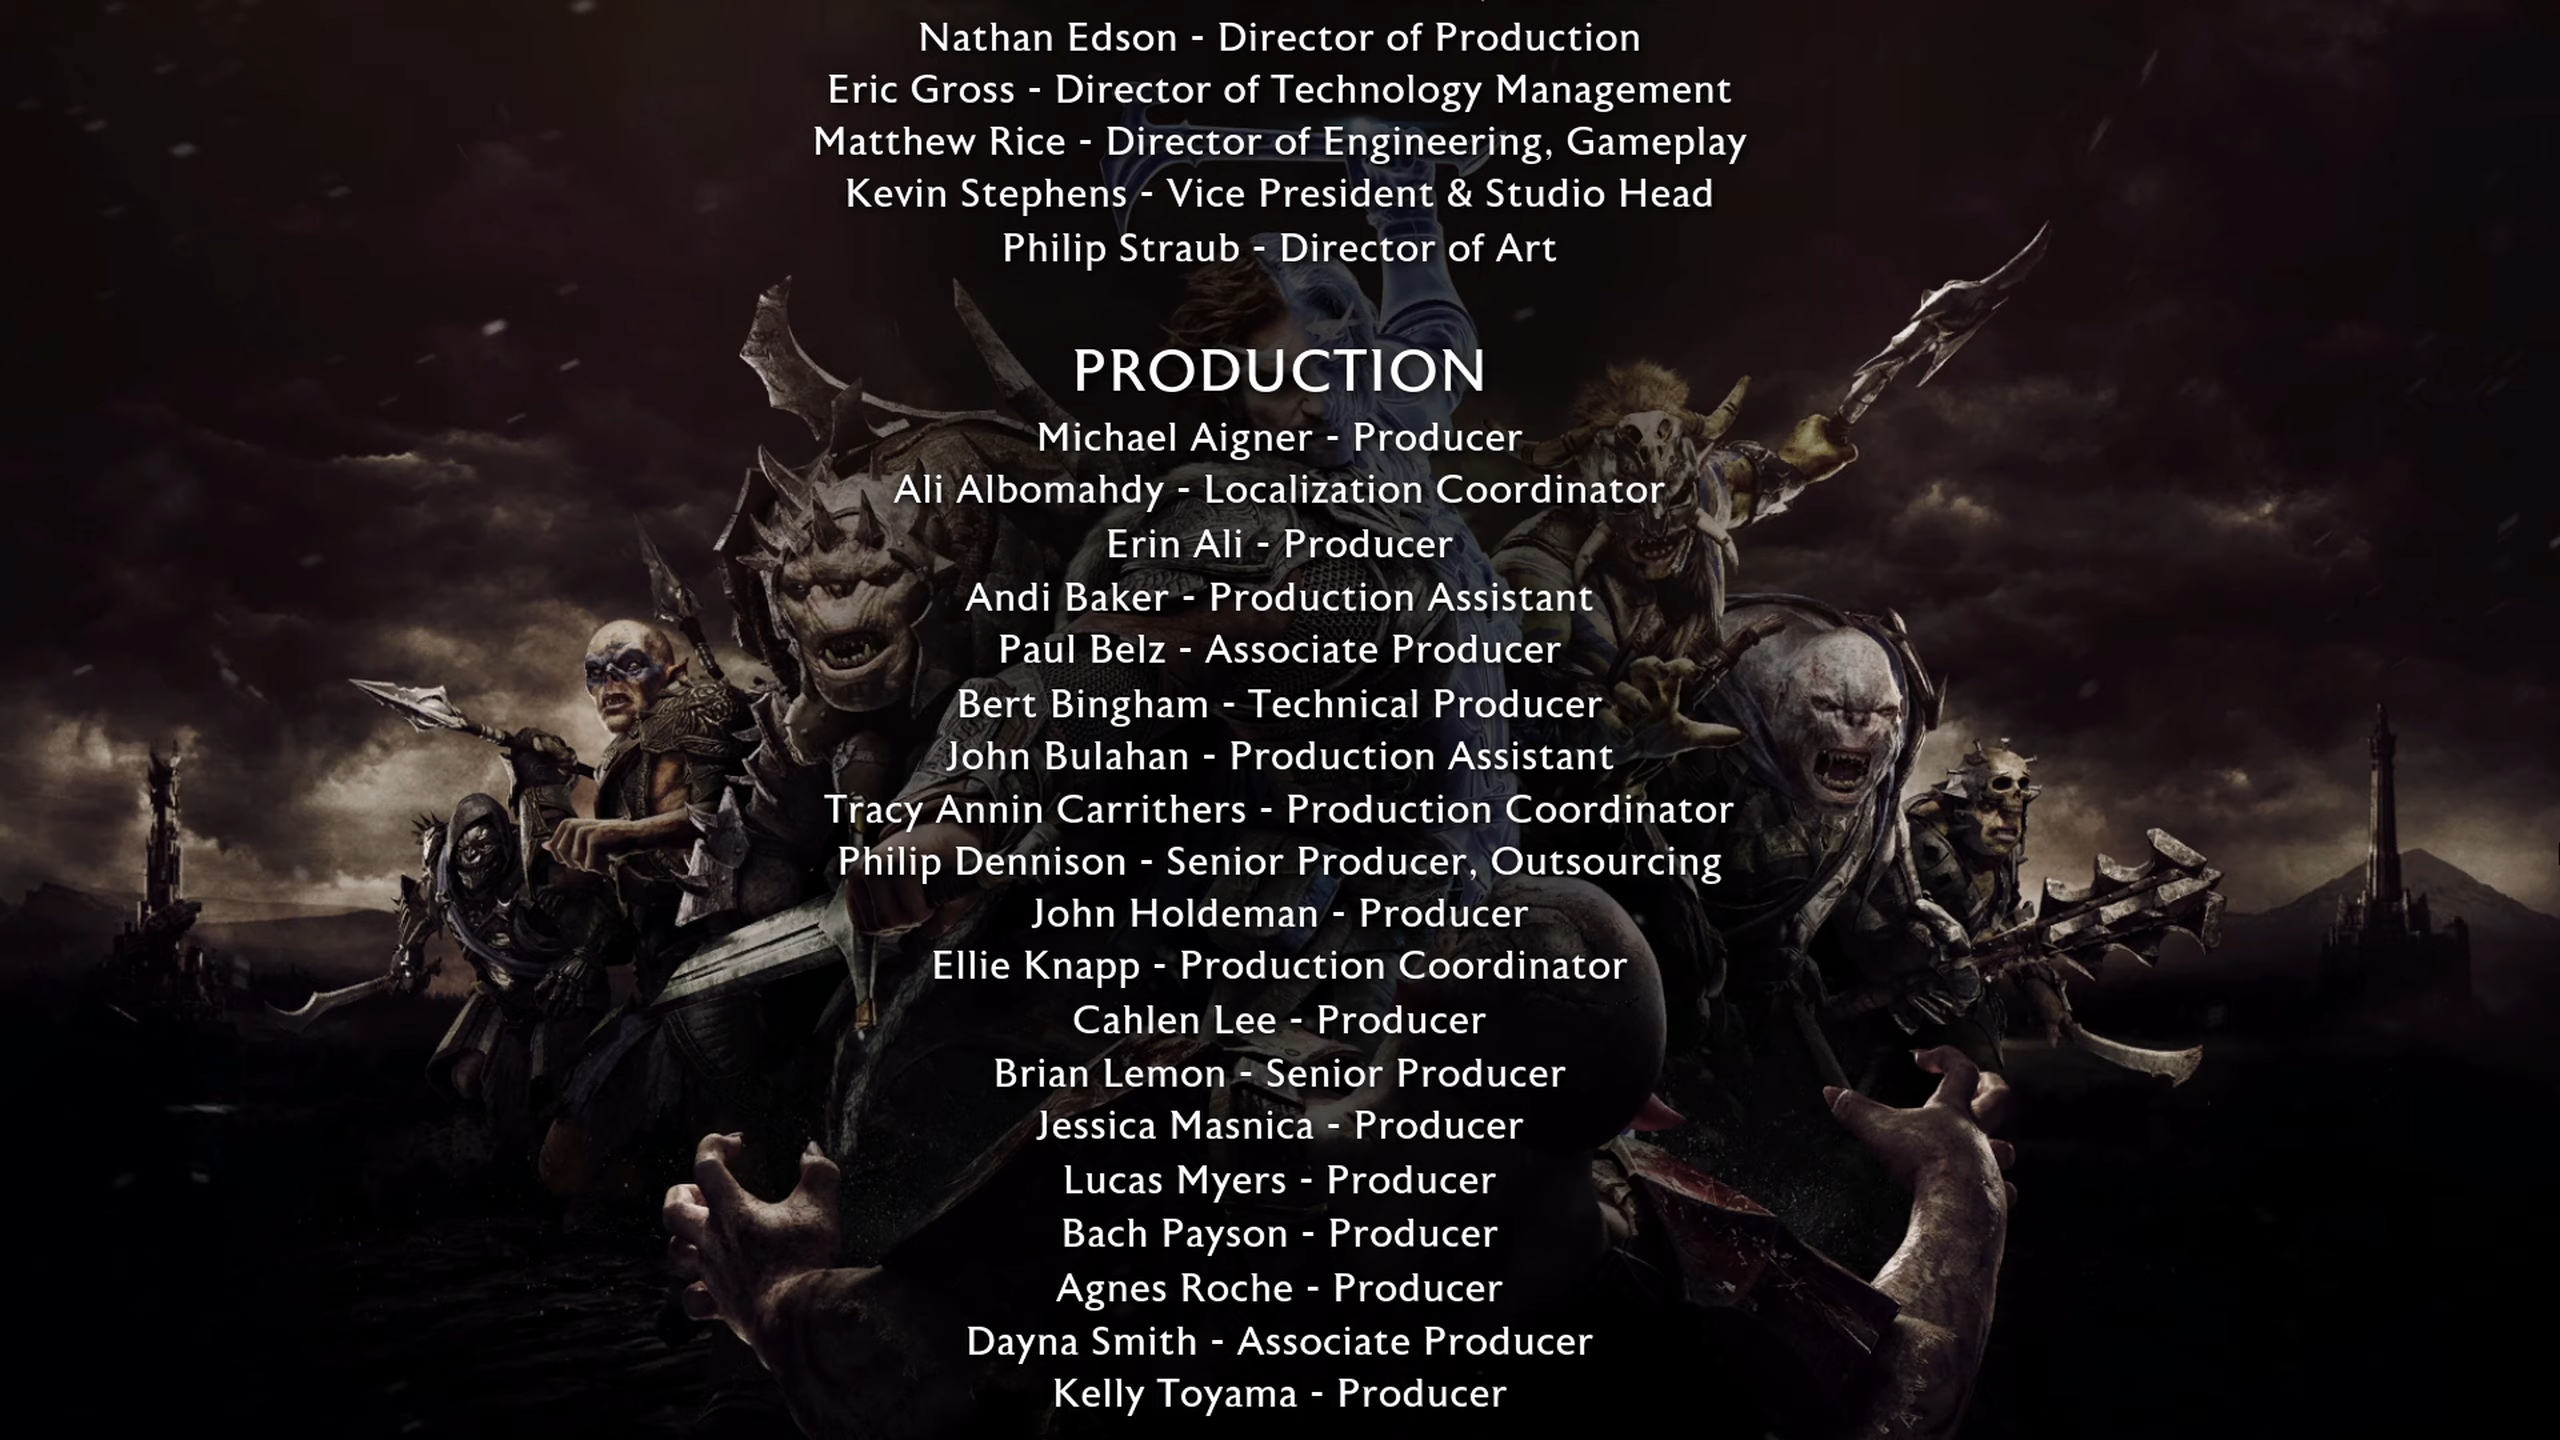 Nathan Edson - Director of Production
Eric Gross - Director of Technology Management
Matthew Rice - Director of Engineering, Gameplay
Kevin Stephens - Vice President & Studio Head
Philip Straub - Director of Art
PRODUCTION
Michael Aigner - Producer
Ali Albomahdy - Localization Coordinator
Erin Ali - Producer
Andi Baker - Production Assistant
Paul Belz - Associate Producer
Bert Bingham - Technical Producer
John Bulahan - Production Assistant
Tracy Annin Carrithers - Production Coordinator
Philip Dennison - Senior Producer, Outsourcing
John Holdeman - Producer
Ellie Knapp - Production Coordinator
Cahlen Lee - Producer
Brian Lemon - Senior Producer
Jessica Masnica - Producer
Lucas Myers - Producer
Bach Payson - Producer
Agnes Roche - Producer
Dayna Smith - Associate Producer
Kelly Toyama - Producer